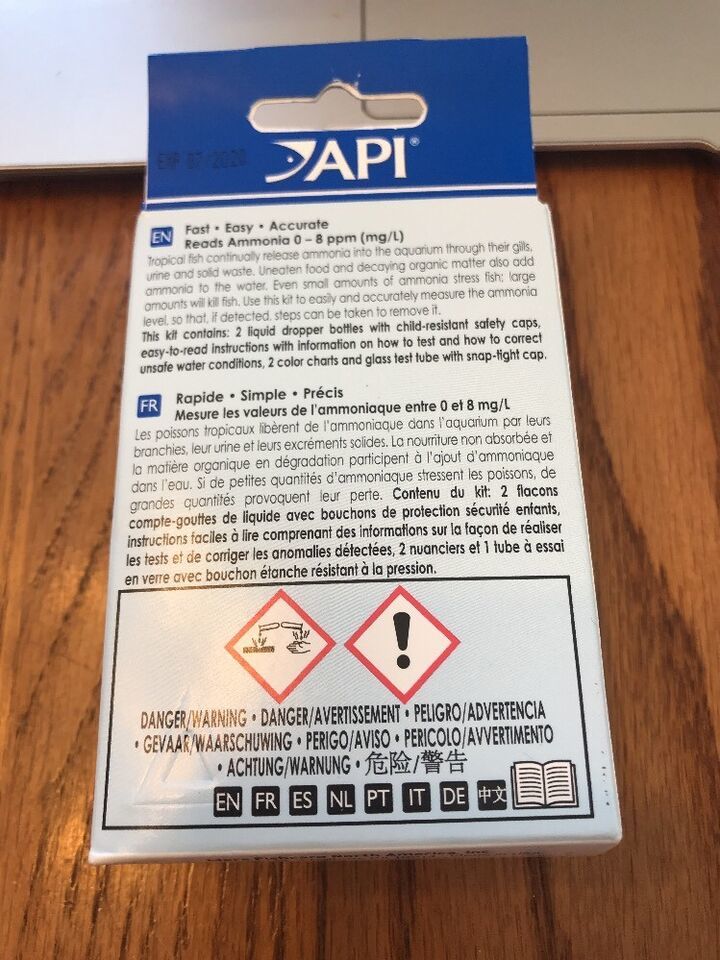 EXP 07/2020
API®
EN
Fast • Easy • Accurate
Reads Ammonia 0 – 8 ppm (mg/L)
Tropical fish continually release ammonia into the aquarium through their gills,
urine and solid waste. Uneaten food and decaying organic matter also add
ammonia to the water. Even small amounts of ammonia stress fish; large
amounts will kill fish. Use this kit to easily and accurately measure the ammonia
level, so that, if detected, steps can be taken to remove it.
This kit contains: 2 liquid dropper bottles with child-resistant safety caps,
easy-to-read instructions with information on how to test and how to correct
unsafe water conditions, 2 color charts and glass test tube with snap-tight cap.
FR
Rapide • Simple • Précis
Mesure les valeurs de l'ammoniaque entre 0 et 8 mg/L
Les poissons tropicaux libèrent de l'ammoniaque dans l'aquarium par leurs
branchies, leur urine et leurs excréments solides. La nourriture non absorbée et
la matière organique en dégradation participent à l'ajout d'ammoniaque
dans l'eau. Si de petites quantités d'ammoniaque stressent les poissons, de
grandes quantités provoquent leur perte. Contenu du kit: 2 flacons
compte-gouttes de liquide avec bouchons de protection sécurité enfants,
instructions faciles à lire comprenant des informations sur la façon de réaliser
les tests et de corriger les anomalies détectées, 2 nuanciers et 1 tube à essai
en verre avec bouchon étanche résistant à la pression.
DANGER/WARNING • DANGER/AVERTISSEMENT • PELIGRO/ADVERTENCIA
• GEVAAR/WAARSCHUWING • PERIGO/AVISO • PERICOLO/AVVERTIMENTO
• ACHTUNG/WARNUNG • 危险/警告
EN FR ES NL PT IT DE 中文
Fishcare North America, Inc.